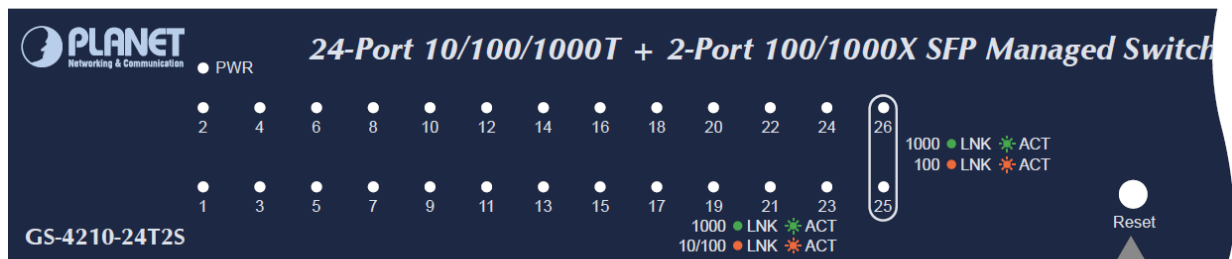 PLANET
Networking & Communication
24-Port 10/100/1000T + 2-Port 100/1000X SFP Managed Switch
PWR
2 4 6 8 10 12 14 16 18 20 22 24 26
1000 LNK ACT
100 LNK ACT
1 3 5 7 9 11 13 15 17 19 21 23 25
Reset
1000 LNK ACT
10/100 LNK ACT
GS-4210-24T2S